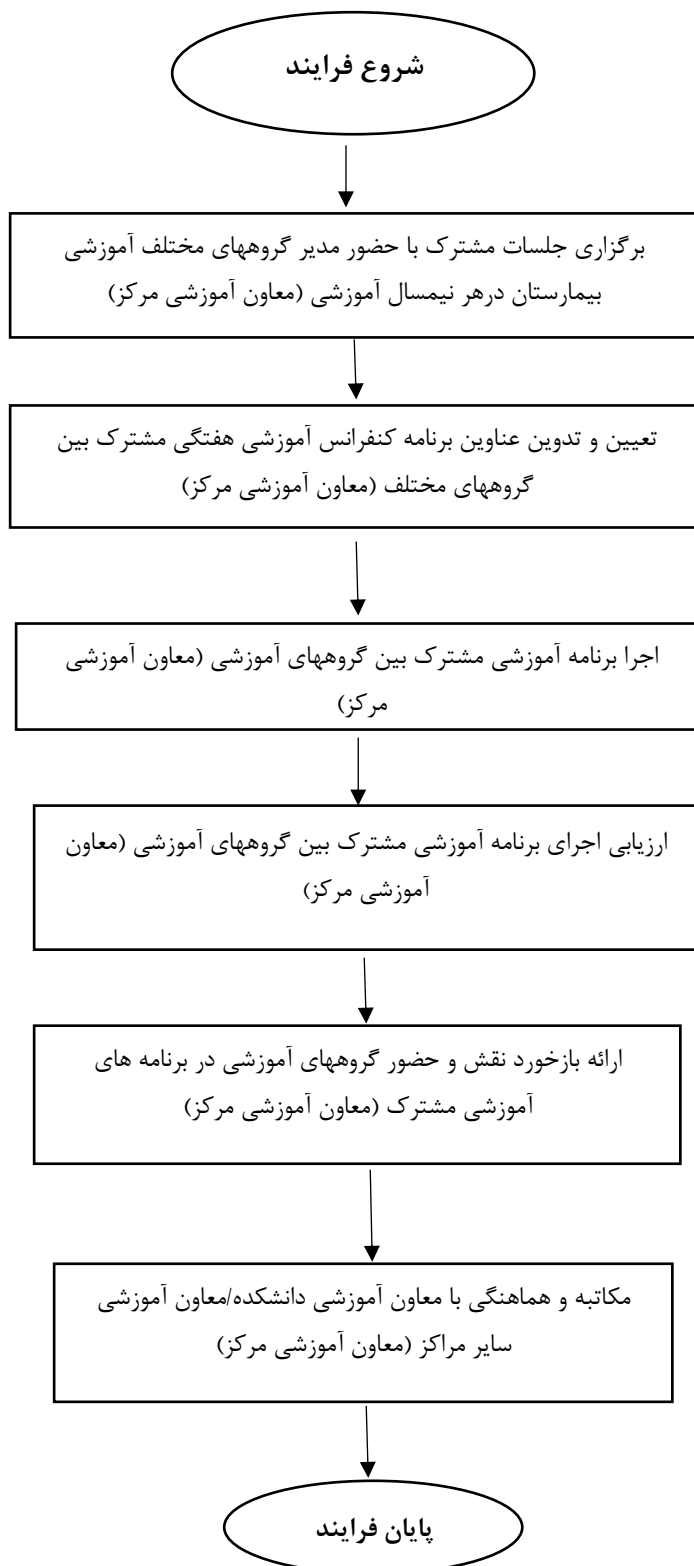 شروع فرایند
برگزاری جلسات مشترک با حضور مدیر گروههای مختلف آموزشی
بیمارستان درهر نیمسال آموزشی (معاون آموزشی مرکز)
تعیین و تدوین عناوین برنامه کنفرانس آموزشی هفتگی مشترک بین
گروههای مختلف (معاون آموزشی مرکز)
اجرا برنامه آموزشی مشترک بین گروههای آموزشی (معاون آموزشی
مرکز)
ارزیابی اجرای برنامه آموزشی مشترک بین گروههای آموزشی (معاون
آموزشی مرکز)
ارائه بازخورد نقش و حضور گروههای آموزشی در برنامه های
آموزشی مشترک (معاون آموزشی مرکز)
مکاتبه و هماهنگی با معاون آموزشی دانشکده/معاون آموزشی
سایر مراکز (معاون آموزشی مرکز)
پایان فرایند